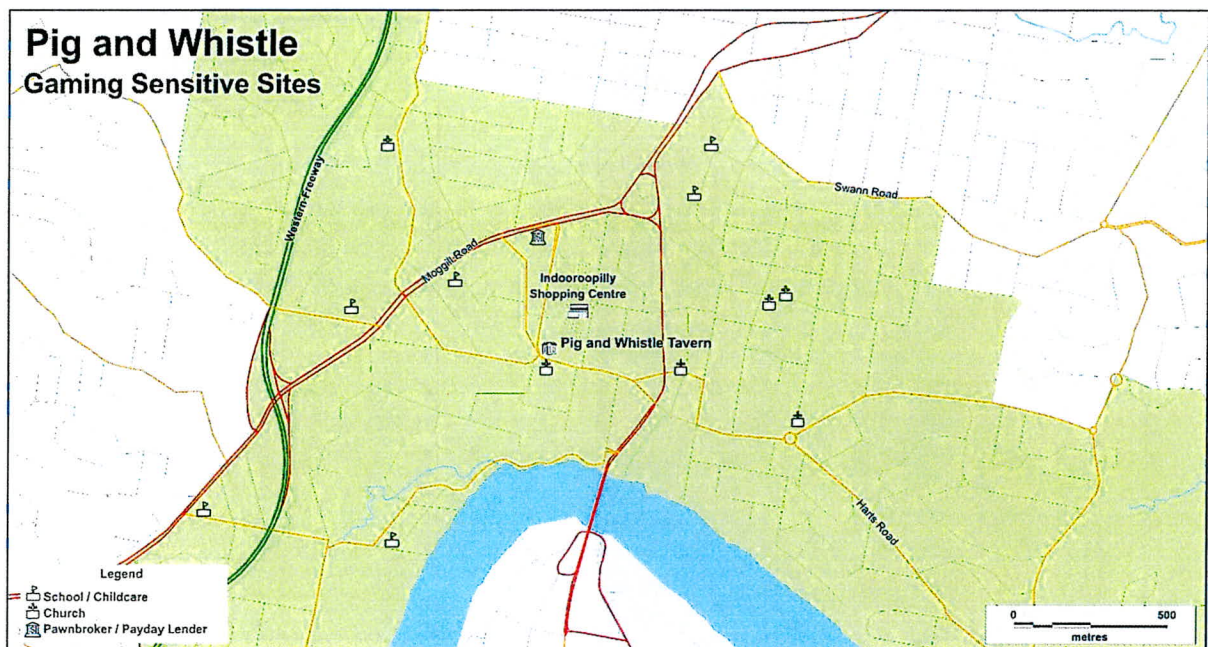 Pig and Whistle
Gaming Sensitive Sites
Western Freeway
Moggill Road
Swann Road
Indooroopilly
Shopping Centre
Pig and Whistle Tavern
Harts Road
Legend
School / Childcare
Church
Pawnbroker / Payday Lender
0 500
metres